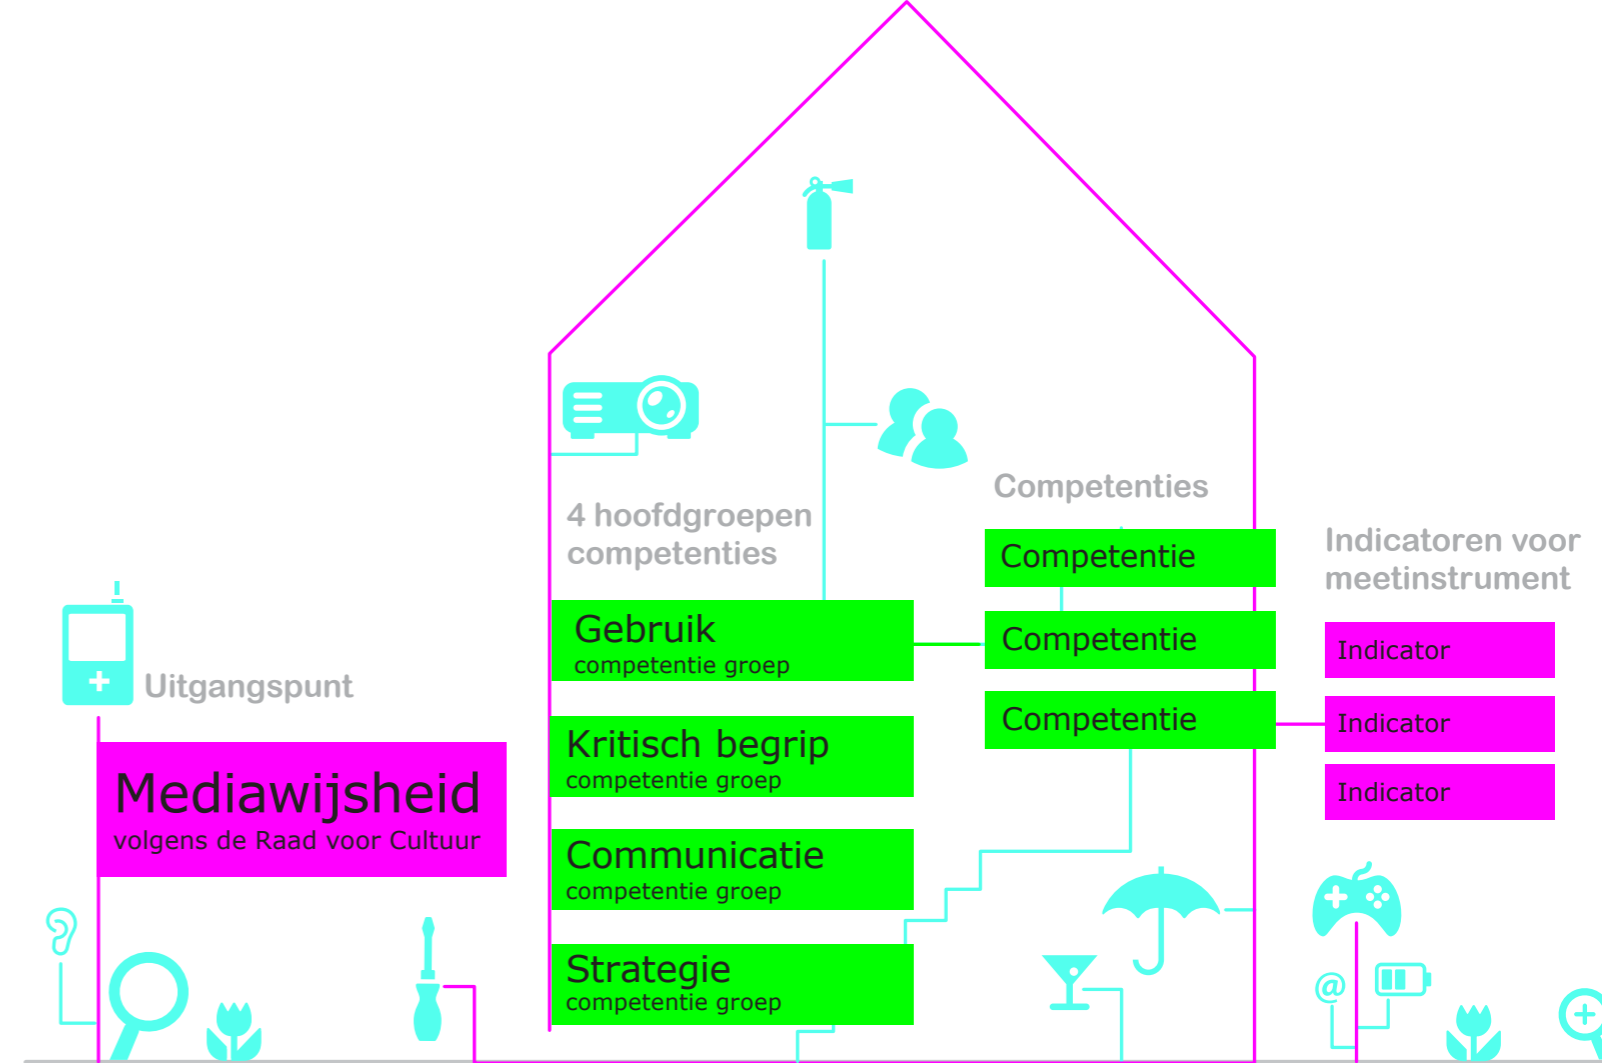 Uitgangspunt
Mediawijsheid
volgens de Raad voor Cultuur
4 hoofdgroepen
competenties
Gebruik
competentie groep
Kritisch begrip
competentie groep
Communicatie
competentie groep
Strategie
competentie groep
Competenties
Competentie
Competentie
Competentie
Indicatoren voor
meetinstrument
Indicator
Indicator
Indicator
@